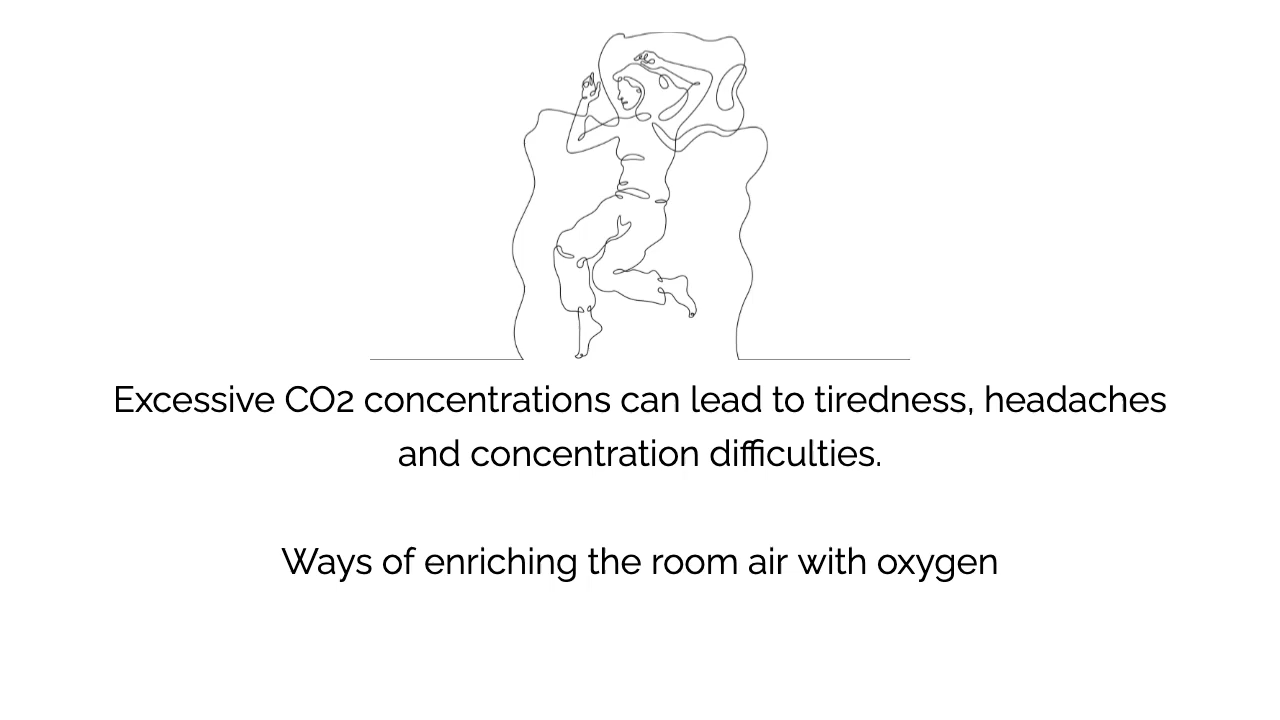 Excessive CO2 concentrations can lead to tiredness, headaches
and concentration difficulties.
Ways of enriching the room air with oxygen